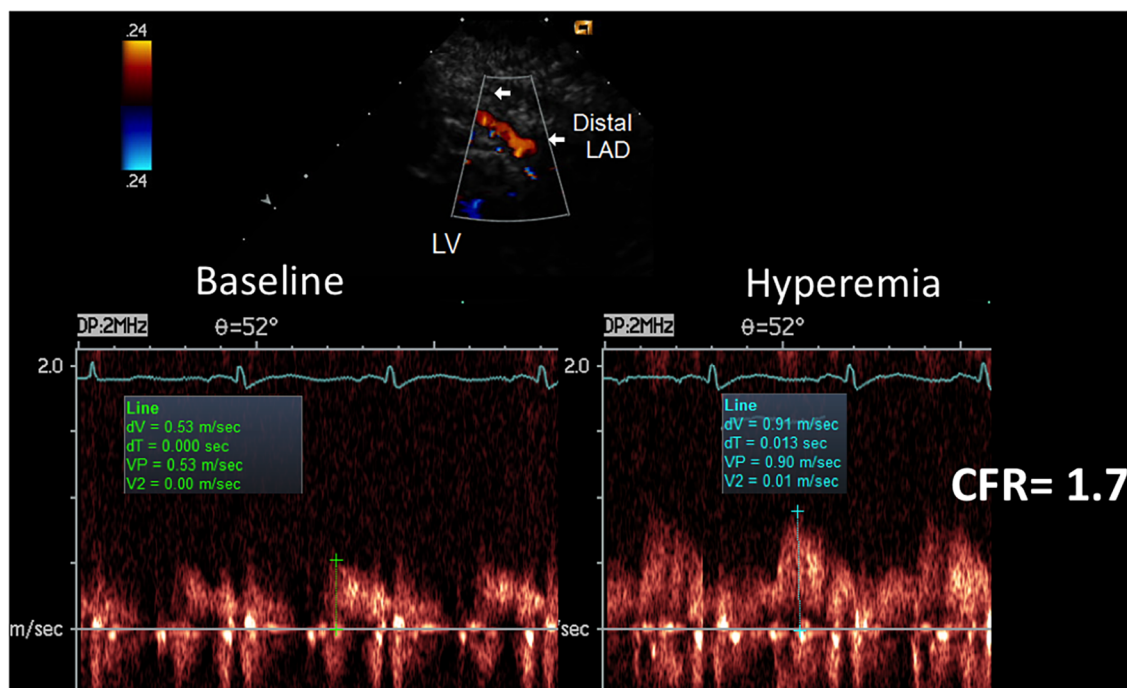 .24
.24
Distal
LAD
LV
Baseline
Hyperemia
DP:2MHz
θ=52°
DP:2MHz
θ=52°
2.0
2.0
Line
dV = 0.53 m/sec
dT = 0.000 sec
VP = 0.53 m/sec
V2 = 0.00 m/sec
Line
dV = 0.91 m/sec
dT = 0.013 sec
VP = 0.90 m/sec
V2 = 0.01 m/sec
CFR= 1.7
m/sec
/sec